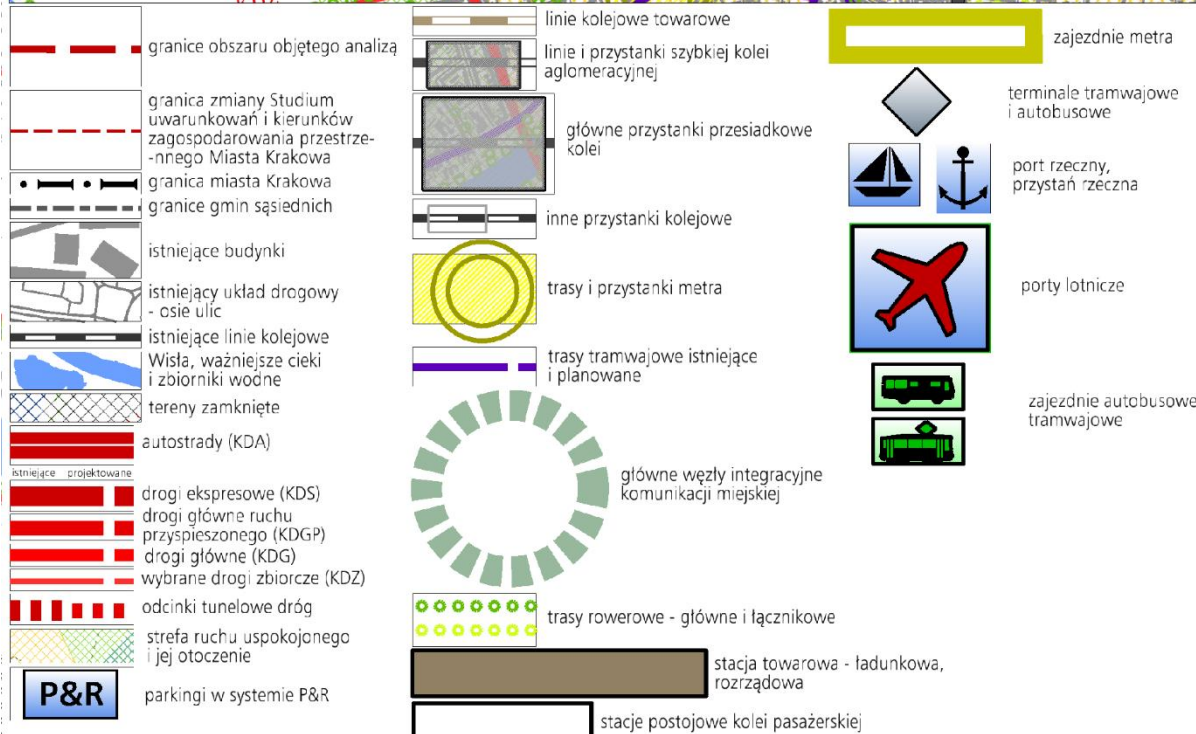 granice obszaru objętego analizą
granica zmiany Studium
uwarunkowań i kierunków
zagospodarowania przestrze-
-nnego Miasta Krakowa
granica miasta Krakowa
granice gmin sąsiednich
istniejące budynki
istniejący układ drogowy
- osie ulic
istniejące linie kolejowe
Wisła, ważniejsze cieki
i zbiorniki wodne
tereny zamknięte
autostrady (KDA)
istniejące projektowane
drogi ekspresowe (KDS)
drogi główne ruchu
przyspieszonego (KDGP)
drogi główne (KDG)
wybrane drogi zbiorcze (KDZ)
odcinki tunelowe dróg
strefa ruchu uspokojonego
i jej otoczenie
P&R
parkingi w systemie P&R
linie kolejowe towarowe
linie i przystanki szybkiej kolei
aglomeracyjnej
główne przystanki przesiadkowe
kolei
inne przystanki kolejowe
trasy i przystanki metra
trasy tramwajowe istniejące
i planowane
główne węzły integracyjne
komunikacji miejskiej
trasy rowerowe - główne i łącznikowe
stacja towarowa - ładunkowa,
rozrządowa
stacje postojowe kolei pasażerskiej
zajezdnie metra
terminale tramwajowe
i autobusowe
port rzeczny,
przystań rzeczna
porty lotnicze
zajezdnie autobusowe
tramwajowe